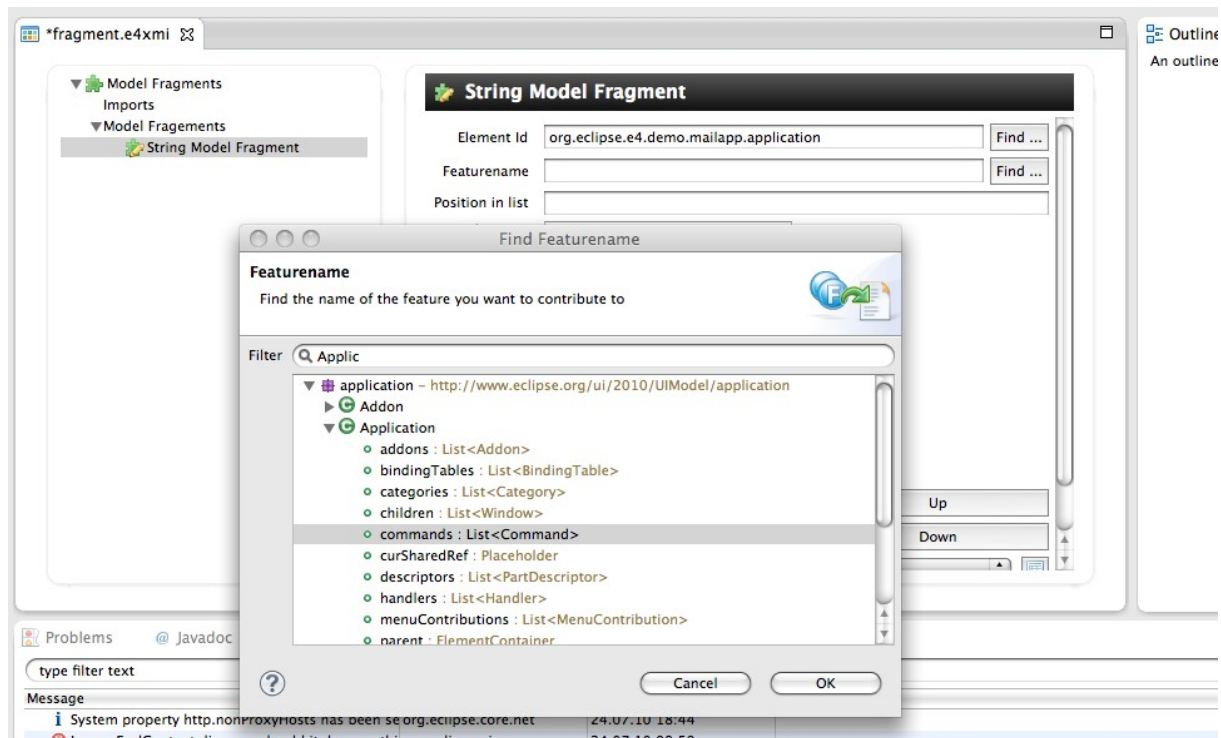 *fragment.e4xmi
Outline
An outline
Model Fragments
Imports
Model Fragements
String Model Fragment
String Model Fragment
Element Id org.eclipse.e4.demo.mailapp.application Find ...
Featurename Find ...
Position in list
Find Featurename
Featurename
Find the name of the feature you want to contribute to
Filter Applic
application – http://www.eclipse.org/ui/2010/UIModel/application
Addon
Application
addons : List<Addon>
bindingTables : List<BindingTable>
categories : List<Category>
children : List<Window>
commands : List<Command>
curSharedRef : Placeholder
descriptors : List<PartDescriptor>
handlers : List<Handler>
menuContributions : List<MenuContribution>
parent : ElementContainer
Cancel OK
Up
Down
Problems @ Javadoc
type filter text
Message
System property http.nonProxyHosts has been se org.eclipse.core.net 24.07.10 18:44